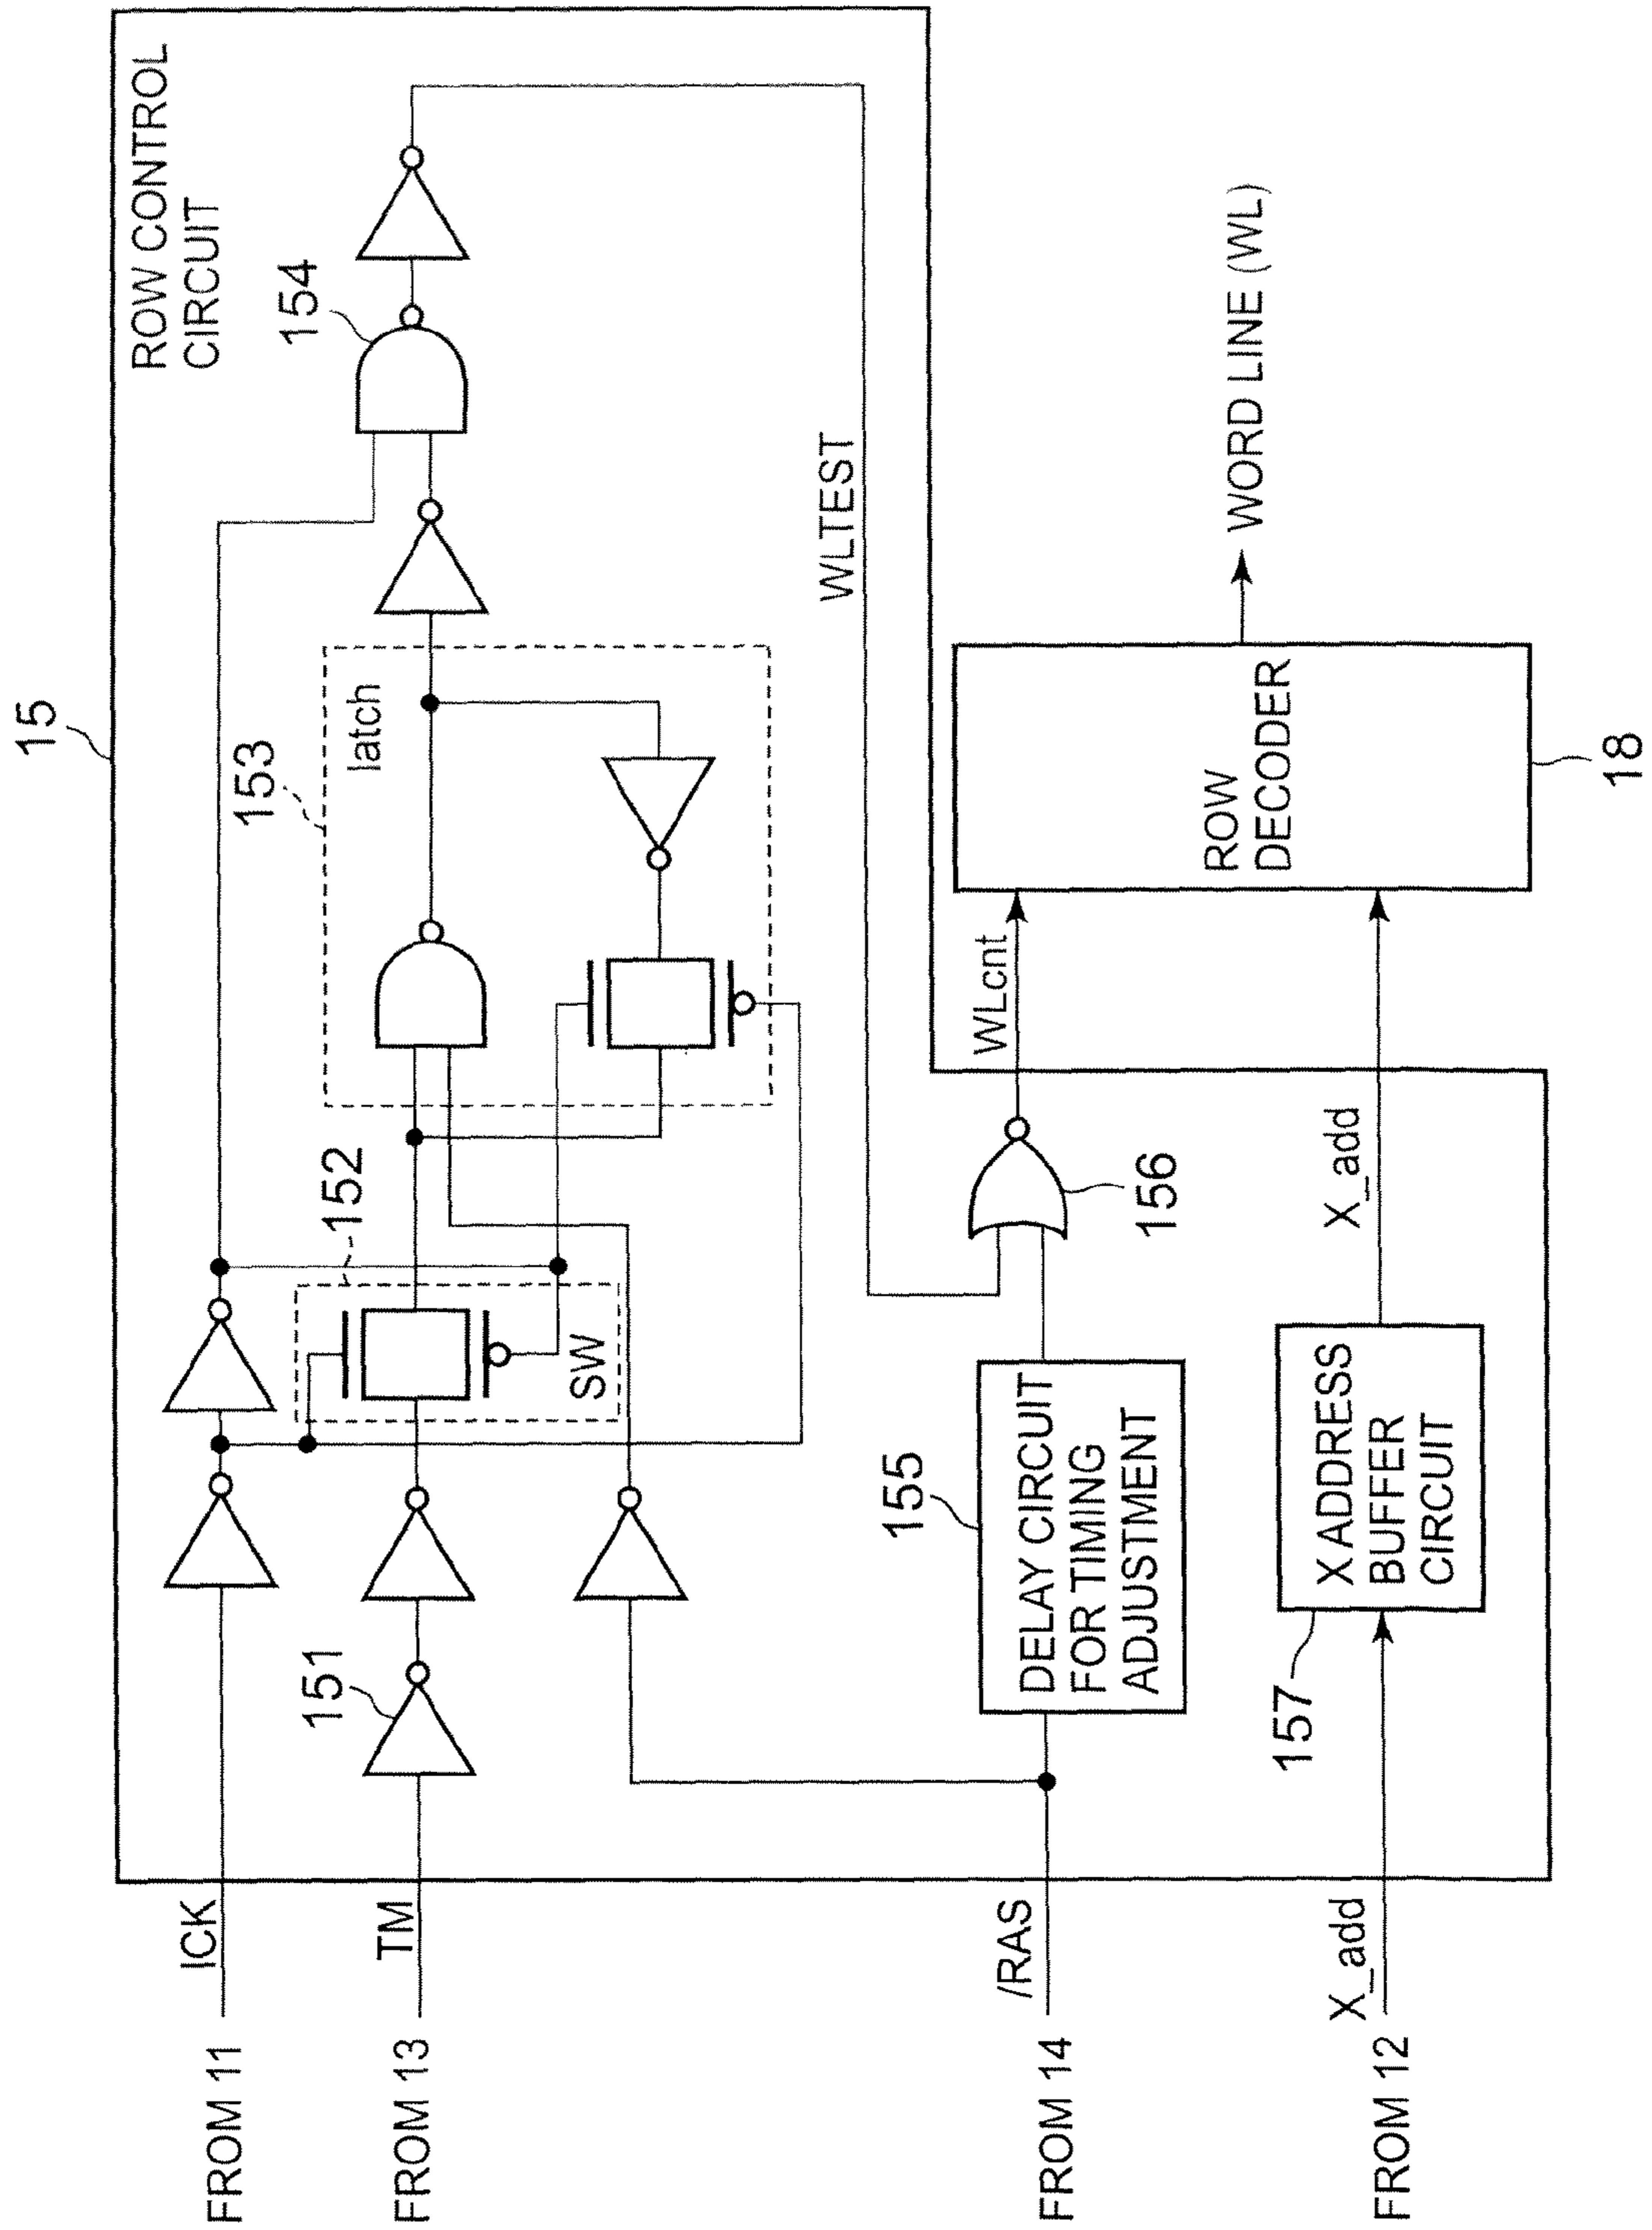 15
ROW CONTROL
CIRCUIT
FROM 11
ICK
FROM 13
TM
151
152
SW
153
latch
154
WLTEST
FROM 14
/RAS
155
DELAY CIRCUIT
FOR TIMING
ADJUSTMENT
156
WLcnt
FROM 12
X_add
157
X ADDRESS
BUFFER
CIRCUIT
X_add
ROW
DECODER
18
WORD LINE (WL)